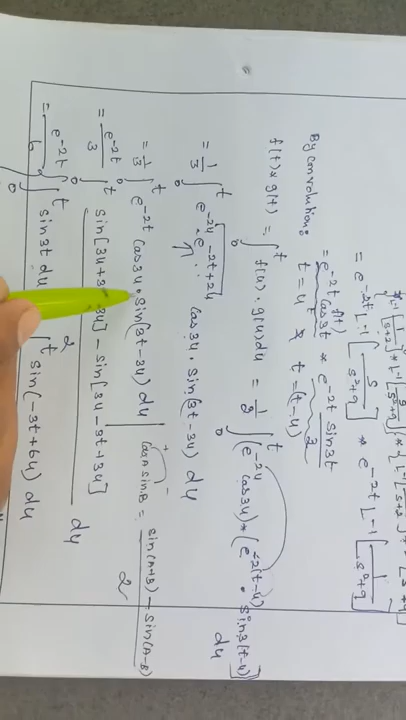 = e^{-2t} L^{-1} [ s / s²+9 ] * e^{-2t} L^{-1} [ 1 / s²+9 ]
= e^{-2t} cos3t * e^{-2t} sin3t / 3
f(t)
By convolution:
t = u & t = (t-u)
f(t) * g(t) = ∫₀ᵗ f(u) · g(u) du = 1/3 ∫₀ᵗ (e^{-2u} cos3u) * (e^{-2(t-u)} · sin3(t-u)) du
= 1/3 ∫₀ᵗ e^{-2u} · e^{-2t+2u} cos3u · sin(3t-3u) du
= 1/3 ∫₀ᵗ e^{-2t} cos3u · sin(3t-3u) du | cosA sinB = sin(A+B) - sin(A-B) / 2
= e^{-2t} / 3 ∫₀ᵗ sin[3u+3t-3u] - sin[3u-3t+3u] / 2 du
= e^{-2t} / 6 ∫₀ᵗ sin3t du ∫ᵗ sin(-3t+6u) du